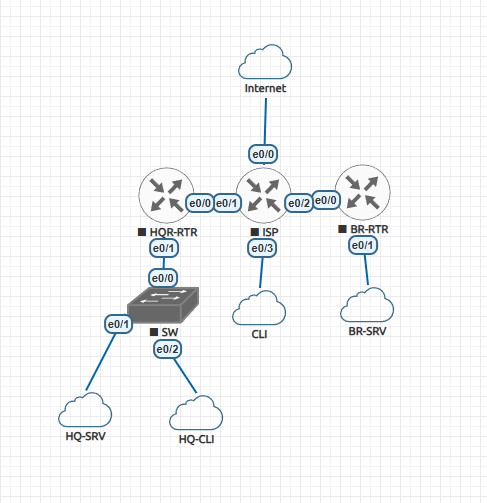 Internet
e0/0
HQR-RTR
e0/0
e0/1
ISP
e0/2
e0/0
BR-RTR
e0/1
e0/3
e0/1
e0/0
SW
e0/1
e0/2
CLI
BR-SRV
HQ-SRV
HQ-CLI